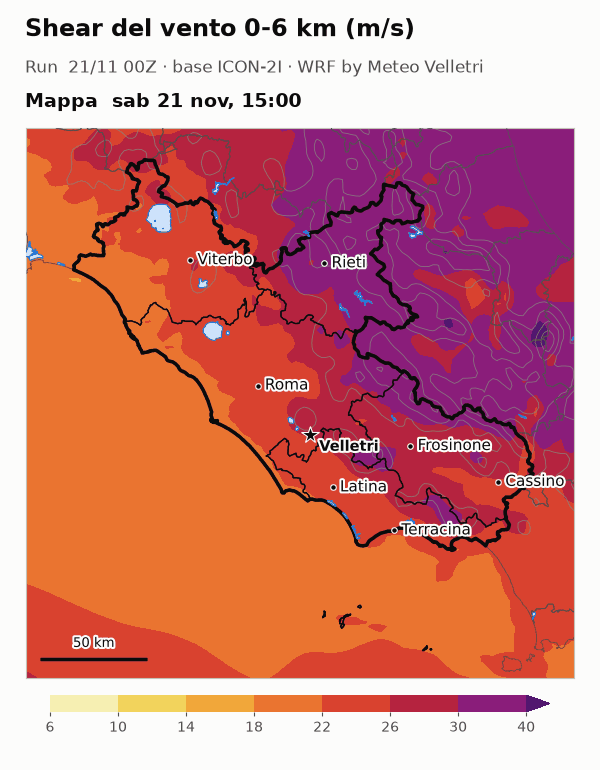 Shear del vento 0-6 km (m/s)
Run  21/11 00Z · base ICON-2I · WRF by Meteo Velletri
Mappa  sab 21 nov, 15:00
Viterbo
Rieti
Roma
Velletri
Frosinone
Cassino
Latina
Terracina
50 km
6 10 14 18 22 26 30 40